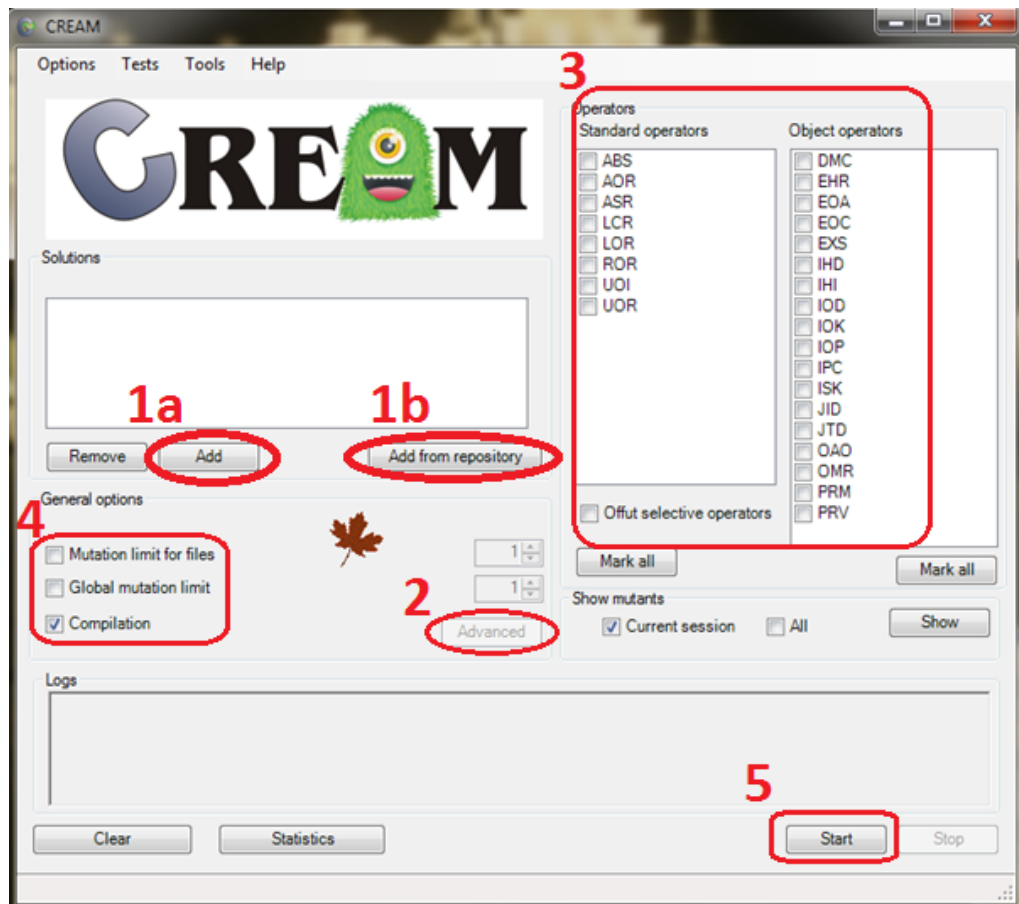 CREAM
Options Tests Tools Help
CREAM
Solutions
1a
1b
Remove Add Add from repository
General options
4
Mutation limit for files
1
Global mutation limit
1
Compilation
2
Advanced
3
Operators
Standard operators
ABS
AOR
ASR
LCR
LOR
ROR
UOI
UOR
Offut selective operators
Mark all
Object operators
DMC
EHR
EOA
EOC
EXS
IHD
IHI
IOD
IOK
IOP
IPC
ISK
JID
JTD
OAO
OMR
PRM
PRV
Mark all
Show mutants
Current session All Show
Logs
5
Clear Statistics Start Stop